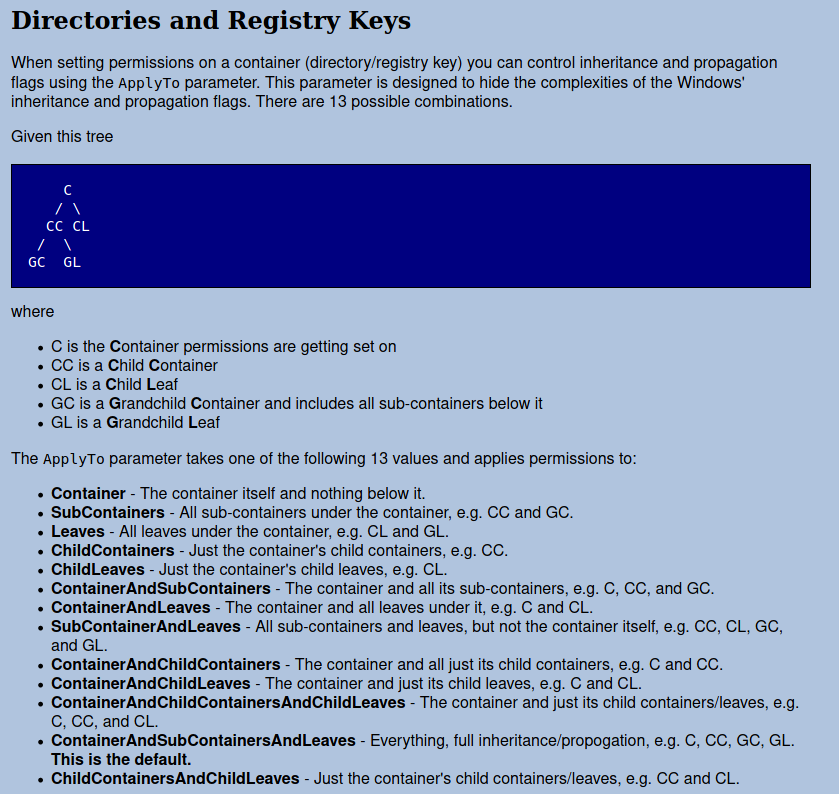 Directories and Registry Keys
When setting permissions on a container (directory/registry key) you can control inheritance and propagation
flags using the ApplyTo parameter. This parameter is designed to hide the complexities of the Windows'
inheritance and propagation flags. There are 13 possible combinations.
Given this tree
C
/ \
CC CL
/ \
GC GL
where
• C is the Container permissions are getting set on
• CC is a Child Container
• CL is a Child Leaf
• GC is a Grandchild Container and includes all sub-containers below it
• GL is a Grandchild Leaf
The ApplyTo parameter takes one of the following 13 values and applies permissions to:
• Container - The container itself and nothing below it.
• SubContainers - All sub-containers under the container, e.g. CC and GC.
• Leaves - All leaves under the container, e.g. CL and GL.
• ChildContainers - Just the container's child containers, e.g. CC.
• ChildLeaves - Just the container's child leaves, e.g. CL.
• ContainerAndSubContainers - The container and all its sub-containers, e.g. C, CC, and GC.
• ContainerAndLeaves - The container and all leaves under it, e.g. C and CL.
• SubContainerAndLeaves - All sub-containers and leaves, but not the container itself, e.g. CC, CL, GC,
and GL.
• ContainerAndChildContainers - The container and all just its child containers, e.g. C and CC.
• ContainerAndChildLeaves - The container and just its child leaves, e.g. C and CL.
• ContainerAndChildContainersAndChildLeaves - The container and just its child containers/leaves, e.g.
C, CC, and CL.
• ContainerAndSubContainersAndLeaves - Everything, full inheritance/propogation, e.g. C, CC, GC, GL.
This is the default.
• ChildContainersAndChildLeaves - Just the container's child containers/leaves, e.g. CC and CL.